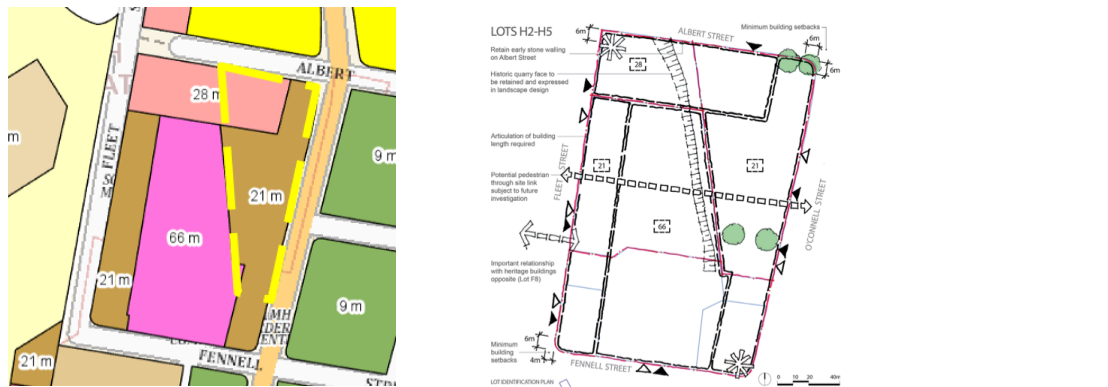 ALBERT
28 m
FLEET
m
9 m
21 m
66 m
21 m
9 m
21 m
FENNELL
LOTS H2-H5
6m
ALBERT STREET
Minimum building setbacks
6m
6m
Retain early stone walling
on Albert Street
28
Historic quarry face to
be retained and expressed
in landscape design
Articulation of building
length required
FLEET STREET
21
21
Potential pedestrian
through site link
subject to future
investigation
O'CONNELL STREET
66
Important relationship
with heritage buildings
opposite (Lot F8)
6m
Minimum
building
setbacks
4m
FENNELL STREET
0 10 20 40m
LOT IDENTIFICATION PLAN